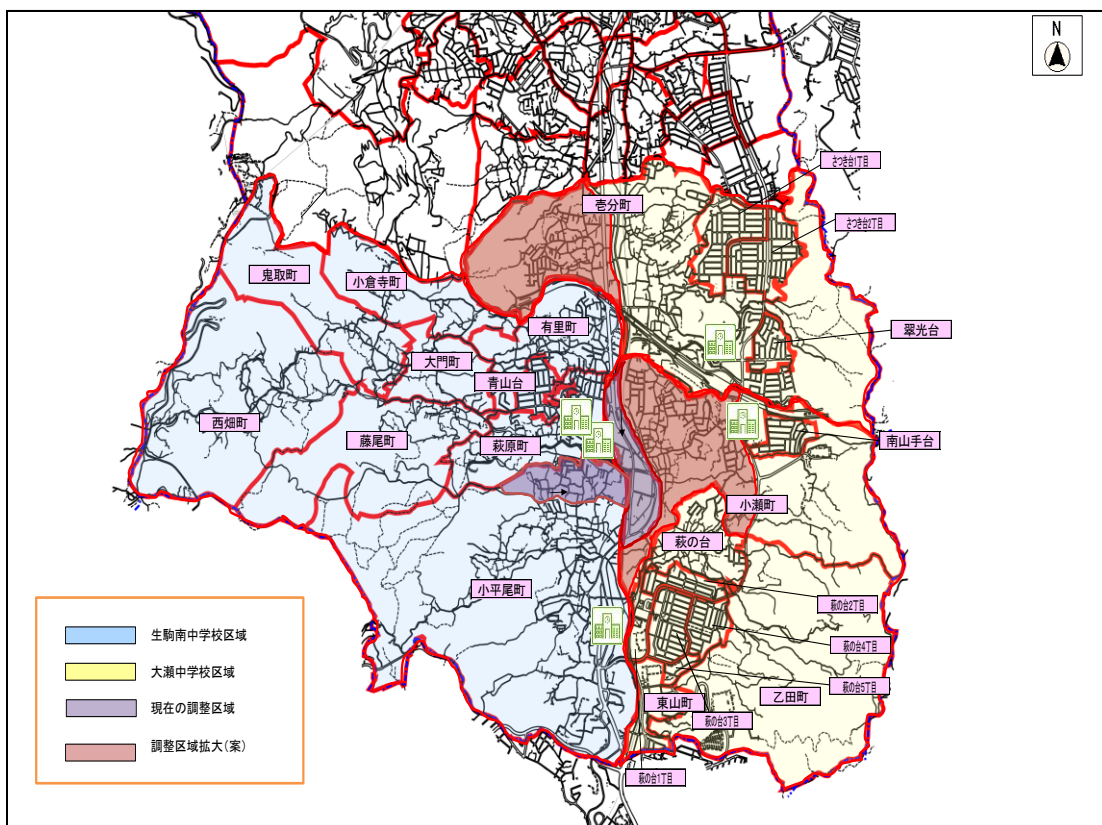 N
さつき台1丁目
壱分町
さつき台2丁目
鬼取町
小倉寺町
有里町
翠光台
大門町
青山台
西畑町
藤尾町
萩原町
南山手台
小瀬町
萩の台
小平尾町
萩の台2丁目
萩の台4丁目
萩の台5丁目
乙田町
東山町
萩の台3丁目
萩の台1丁目
生駒南中学校区域
大瀬中学校区域
現在の調整区域
調整区域拡大(案)